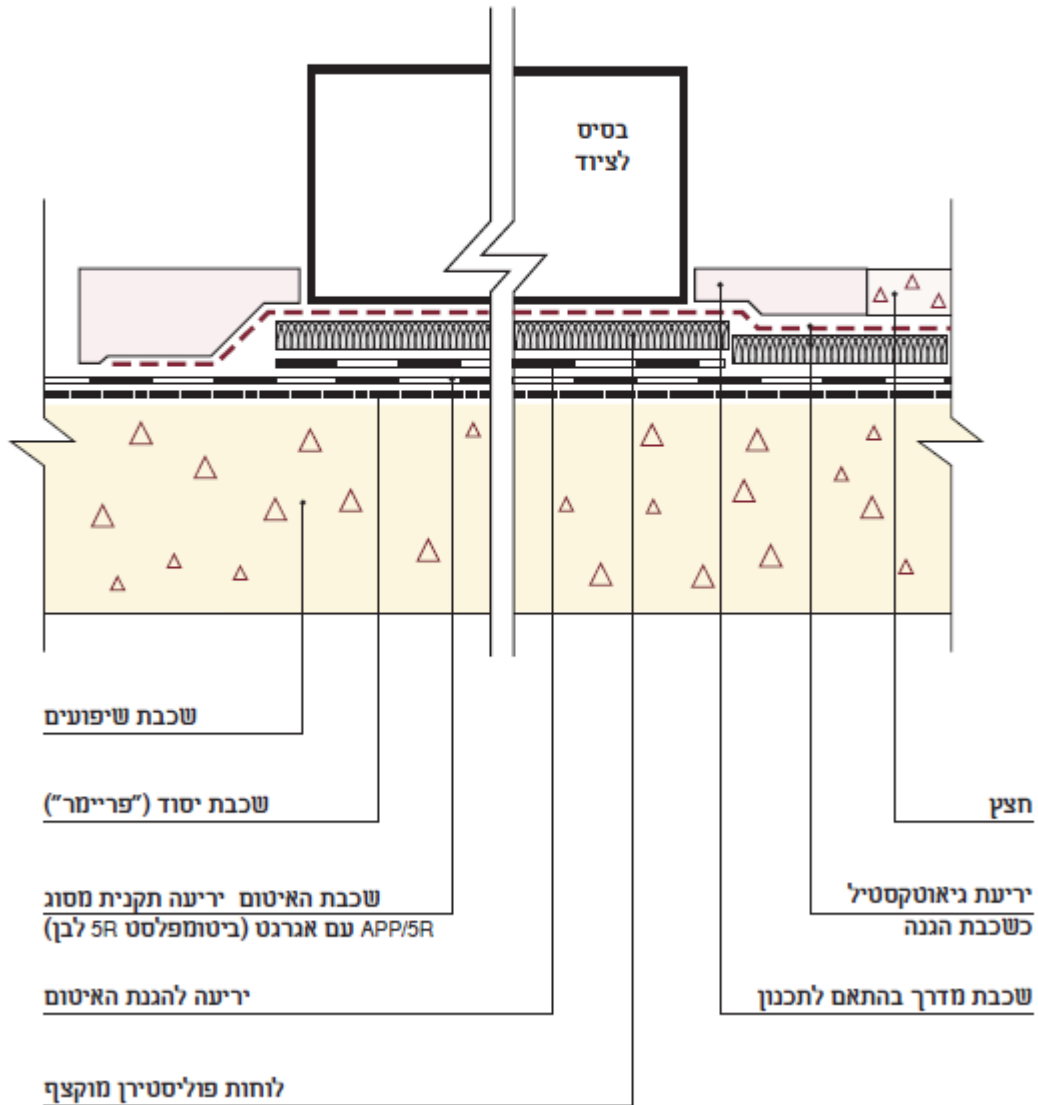 בסיס
לציוד
שכבת שיפועים
שכבת יסוד ("פריימר")
חצץ
שכבת האיטום יריעה תקנית מסוג
APP/5R עם אגרגט (ביטומפלסט 5R לבן)
יריעת גיאוטקסטיל
כשכבת הגנה
יריעה להגנת האיטום
שכבת מדרך בהתאם לתכנון
לוחות פוליסטירן מוקצף